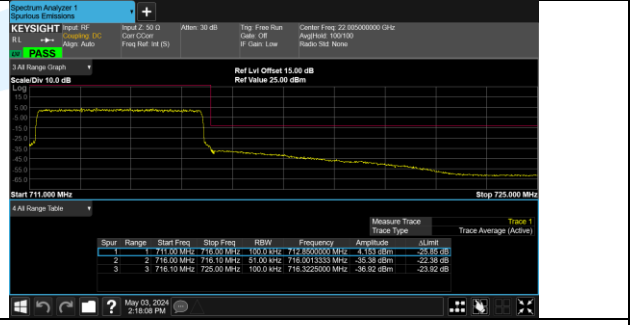 Spectrum Analyzer 1
Spurious Emissions
+
KEYSIGHT Input: RF Input Z: 50 Ω Atten: 30 dB Trig: Free Run Center Freq: 22.805000000 GHz
RL Coupling: DC Corr CCorr Gate: Off Avg|Hold: 100/100
Align: Auto Freq Ref: Int (S) IF Gain: Low Radio Std: None
PASS
3 All Range Graph
Ref Lvl Offset 15.00 dB
Scale/Div 10.0 dB Ref Value 25.00 dBm
Log
15.0
5.00
-5.00
-15.0
-25.0
-35.0
-45.0
-55.0
-65.0
Start 711.000 MHz Stop 725.000 MHz
4 All Range Table
Measure Trace Trace 1
Trace Type Trace Average (Active)
Spur Range Start Freq Stop Freq RBW Frequency Amplitude ΔLimit
1 1 711.00 MHz 716.00 MHz 100.0 kHz 712.8500000 MHz 4.153 dBm -25.85 dB
2 2 716.00 MHz 716.10 MHz 51.00 kHz 716.0013333 MHz -35.38 dBm -22.38 dB
3 3 716.10 MHz 725.00 MHz 100.0 kHz 716.3225000 MHz -36.92 dBm -23.92 dB
? May 03, 2024
2:18:08 PM